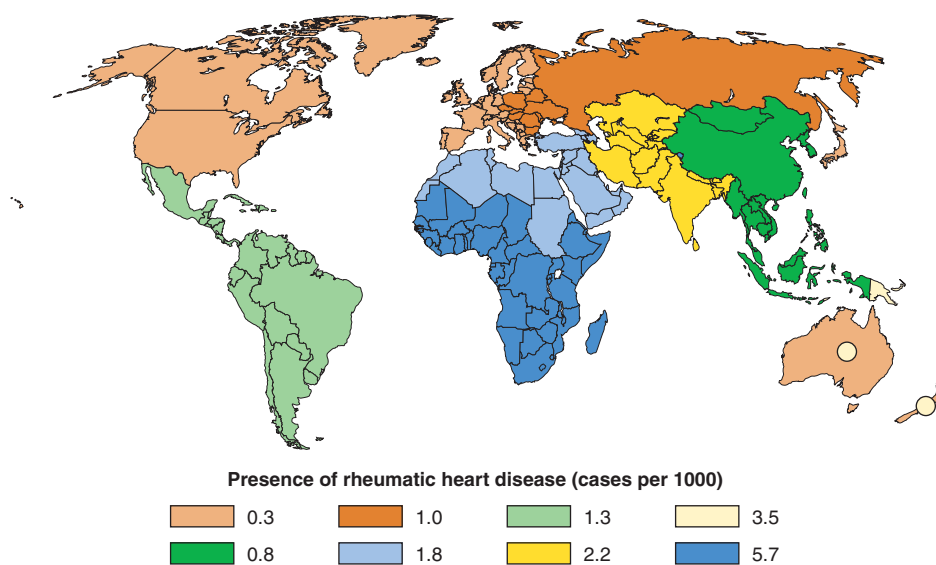 Presence of rheumatic heart disease (cases per 1000)
0.3 1.0 1.3 3.5
0.8 1.8 2.2 5.7